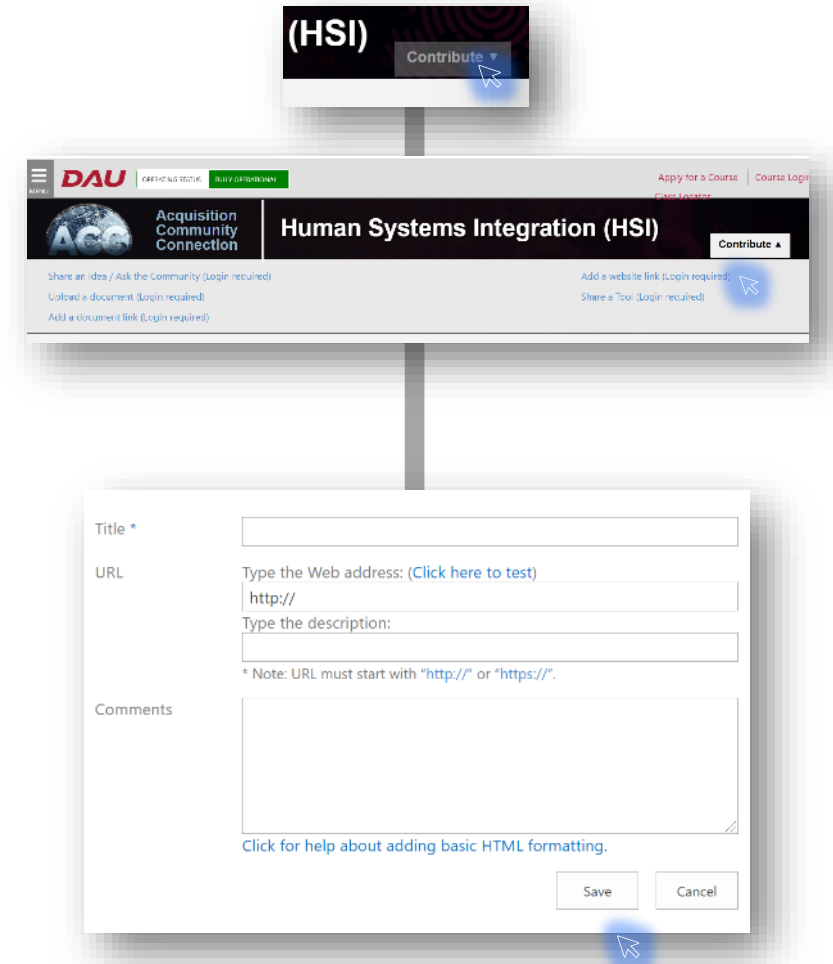 (HSI)
Contribute ▼
MENU
DAU
OPERATING STATUS FULLY OPERATIONAL
Apply for a Course Course Login
Class Locator
ACC
Acquisition
Community
Connection
Human Systems Integration (HSI)
Contribute ▲
Share an Idea / Ask the Community (Login required)
Add a website link (Login required)
Upload a document (Login required)
Share a Tool (Login required)
Add a document link (Login required)
Title *
URL
Type the Web address: (Click here to test)
http://
Type the description:
* Note: URL must start with "http://" or "https://".
Comments
Click for help about adding basic HTML formatting.
Save Cancel